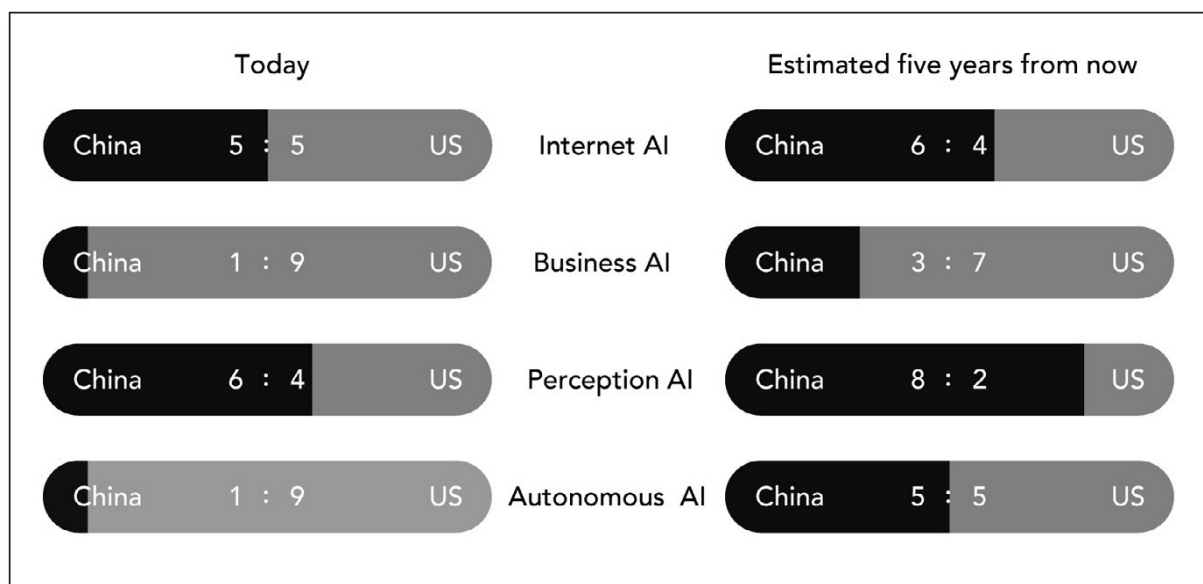 Today Estimated five years from now
China 5 : 5 US Internet AI China 6 : 4 US
China 1 : 9 US Business AI China 3 : 7 US
China 6 : 4 US Perception AI China 8 : 2 US
China 1 : 9 US Autonomous AI China 5 : 5 US